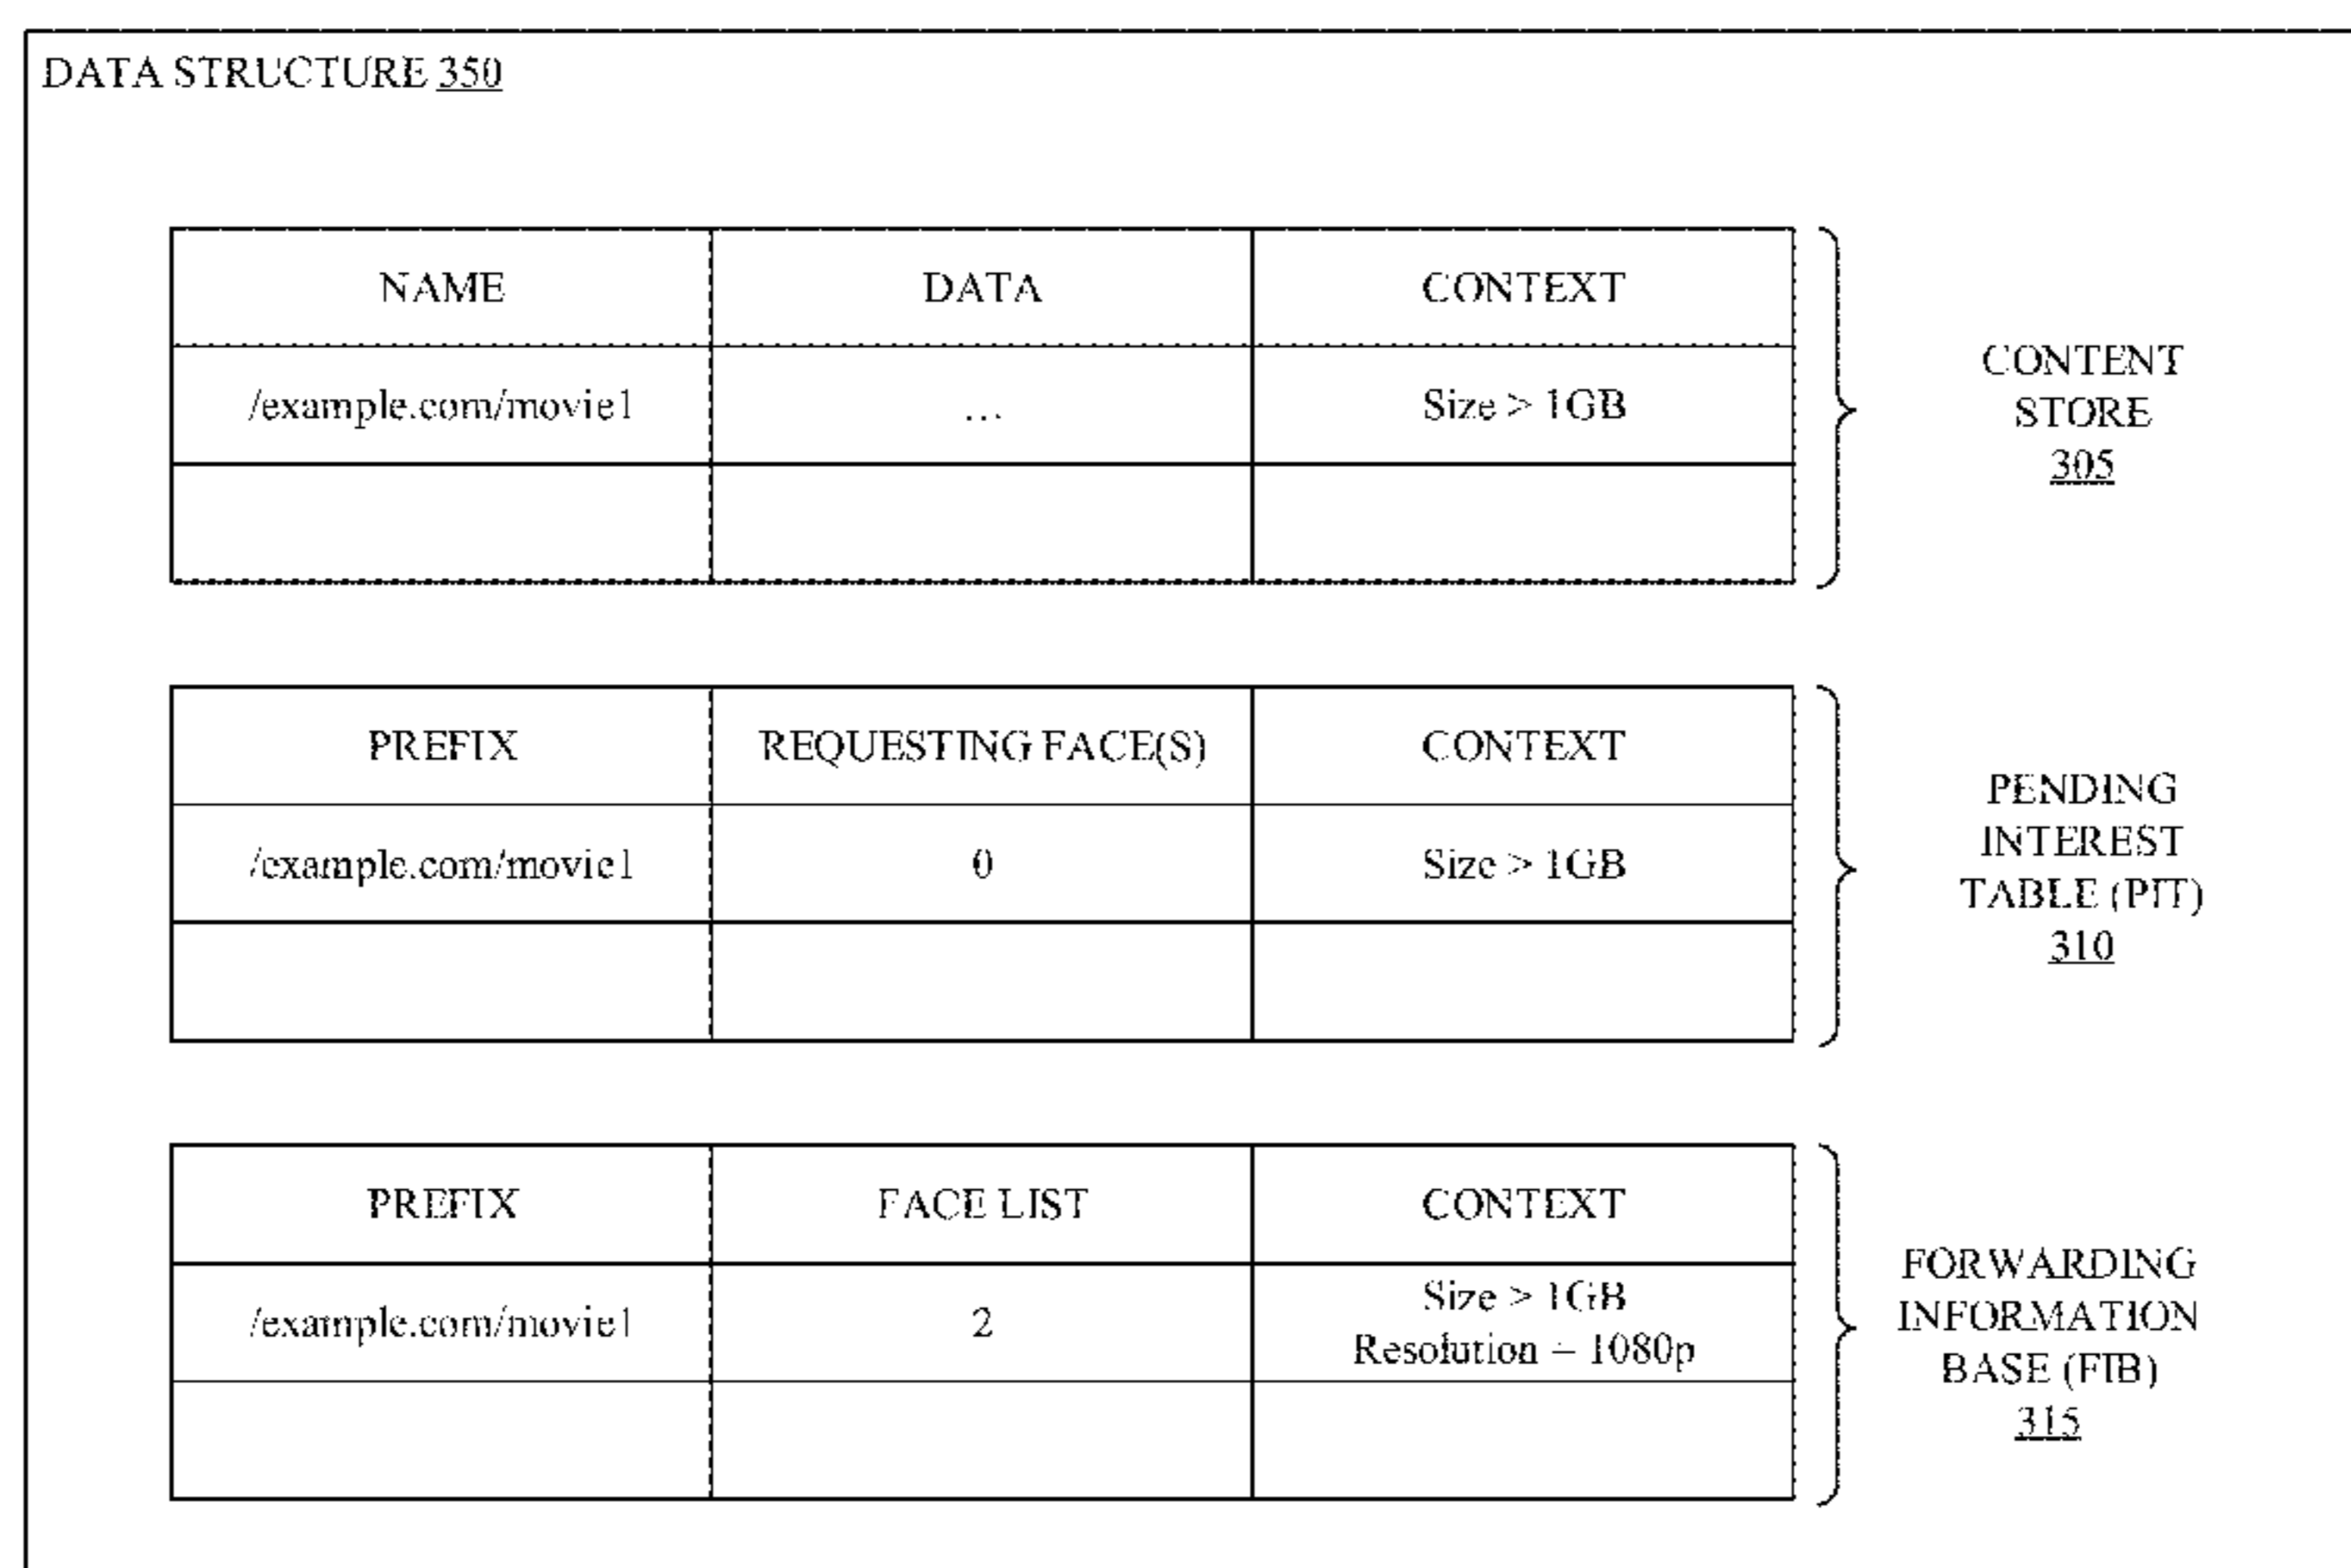 DATA STRUCTURE 350
NAME DATA CONTEXT
/example.com/movie1 ... Size > 1GB
CONTENT
STORE
305
PREFIX REQUESTING FACE(S) CONTEXT
/example.com/movie1 0 Size > 1GB
PENDING
INTEREST
TABLE (PIT)
310
PREFIX FACE LIST CONTEXT
/example.com/movie1 2 Size > 1GB
Resolution = 1080p
FORWARDING
INFORMATION
BASE (FIB)
315